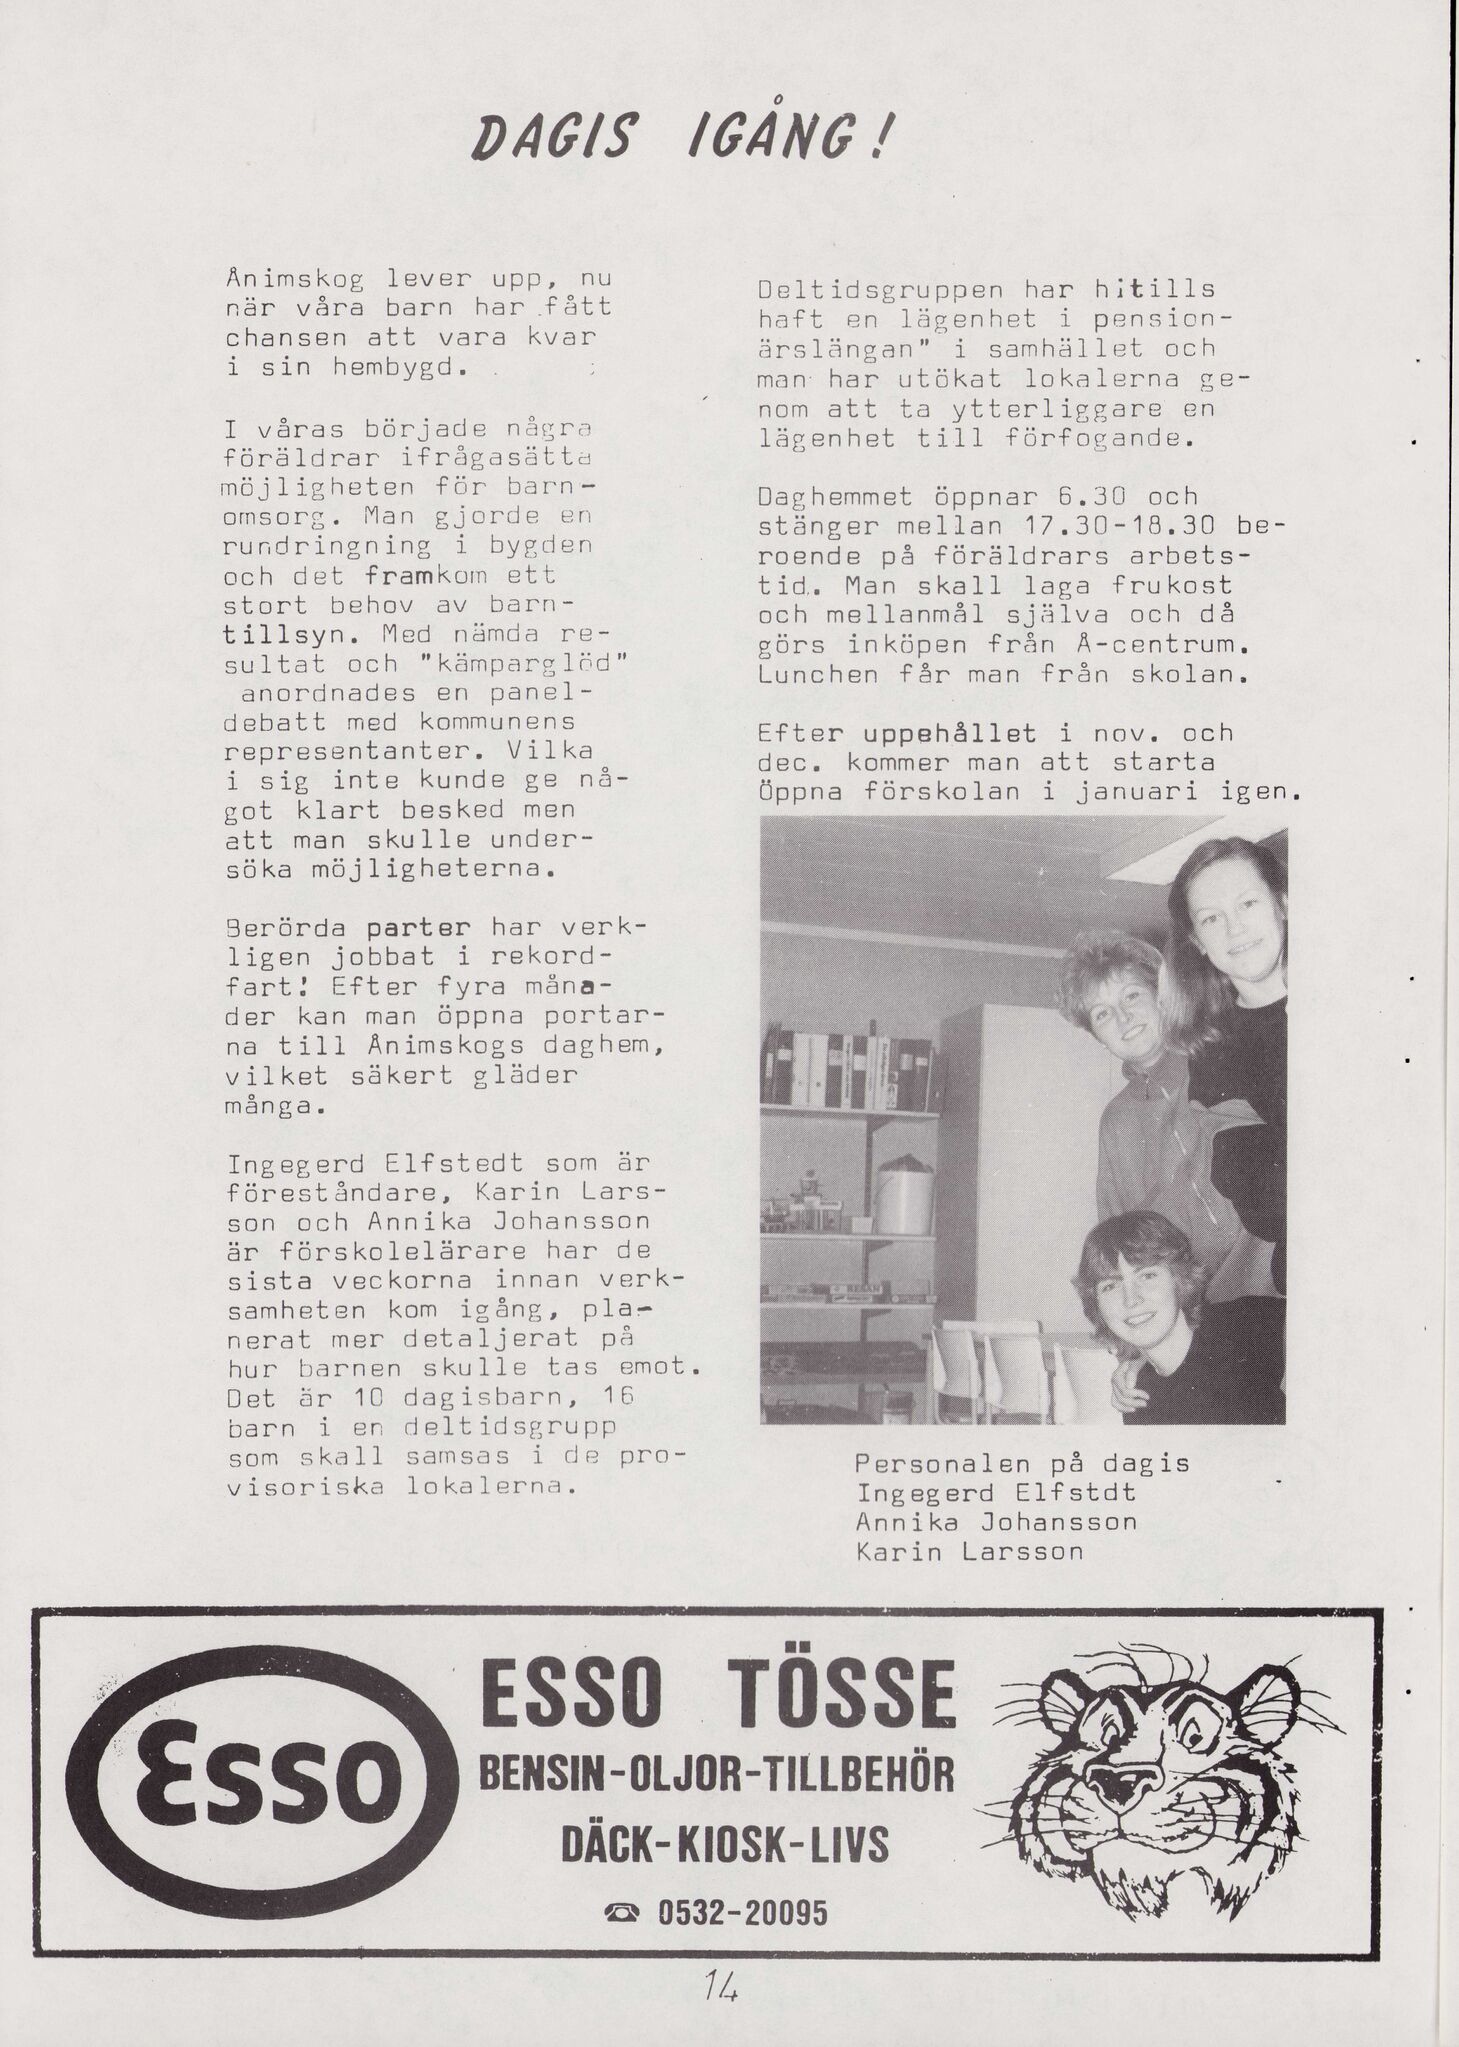 DAGIS IGÅNG!
Ånimskog lever upp, nu
när våra barn har fått
chansen att vara kvar
i sin hembygd.
I våras började några
föräldrar ifrågasätta
möjligheten för barn-
omsorg. Man gjorde en
rundringning i bygden
och det framkom ett
stort behov av barn-
tillsyn. Med nämda re-
sultat och "kämparglöd"
anordnades en panel-
debatt med kommunens
representanter. Vilka
i sig inte kunde ge nå-
got klart besked men
att man skulle under-
söka möjligheterna.
Berörda parter har verk-
ligen jobbat i rekord-
fart! Efter fyra måna-
der kan man öppna portar-
na till Ånimskogs daghem,
vilket säkert gläder
många.
Ingegerd Elfstedt som är
föreståndare, Karin Lars-
son och Annika Johansson
är förskolelärare har de
sista veckorna innan verk-
samheten kom igång, pla-
nerat mer detaljerat på
hur barnen skulle tas emot.
Det är 10 dagisbarn, 16
barn i en deltidsgrupp
som skall samsas i de pro-
visoriska lokalerna.
Deltidsgruppen har hitills
haft en lägenhet i pension-
ärslängan" i samhället och
man har utökat lokalerna ge-
nom att ta ytterliggare en
lägenhet till förfogande.
Daghemmet öppnar 6.30 och
stänger mellan 17.30-18.30 be-
roende på föräldrars arbets-
tid. Man skall laga frukost
och mellanmål själva och då
görs inköpen från Å-centrum.
Lunchen får man från skolan.
Efter uppehållet i nov. och
dec. kommer man att starta
Öppna förskolan i januari igen.
Personalen på dagis
Ingegerd Elfstdt
Annika Johansson
Karin Larsson
Esso
ESSO TÖSSE
BENSIN-OLJOR-TILLBEHÖR
DÄCK-KIOSK-LIVS
☎ 0532-20095
14